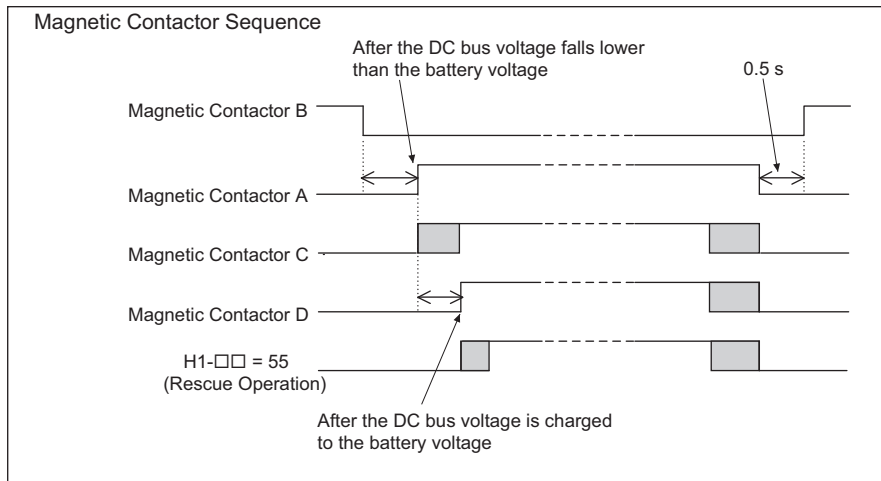 Magnetic Contactor Sequence
After the DC bus voltage falls lower
than the battery voltage
0.5 s
Magnetic Contactor B
Magnetic Contactor A
Magnetic Contactor C
Magnetic Contactor D
H1-□□ = 55
(Rescue Operation)
After the DC bus voltage is charged
to the battery voltage